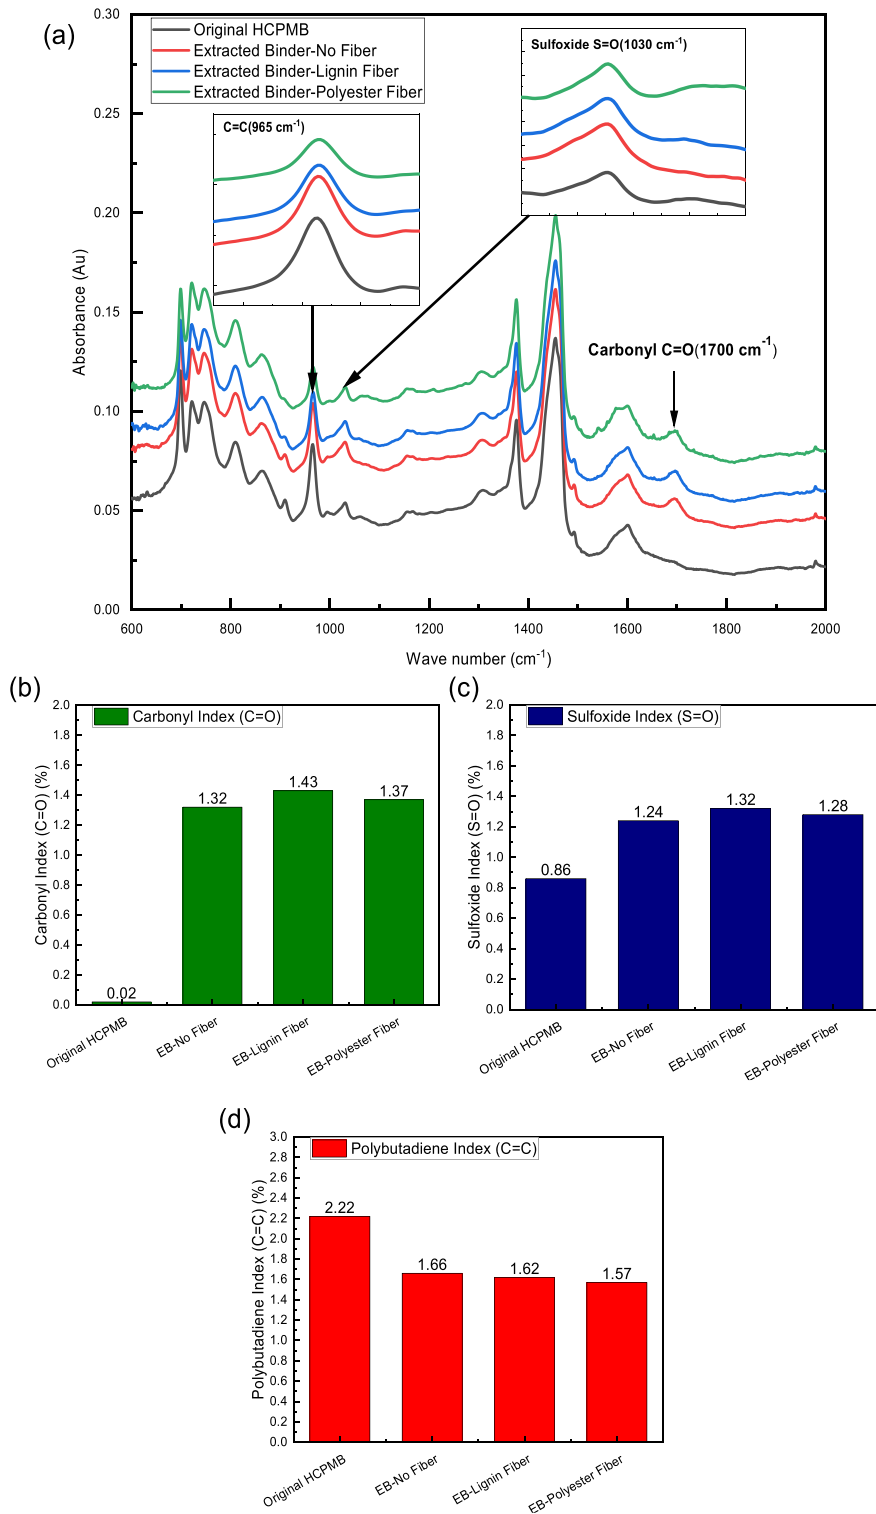 (a)
Original HCPMB
Extracted Binder-No Fiber
Extracted Binder-Lignin Fiber
Extracted Binder-Polyester Fiber
C=C(965 cm⁻¹)
Sulfoxide S=O(1030 cm⁻¹)
Carbonyl C=O(1700 cm⁻¹)
Absorbance (Au)
0.30
0.25
0.20
0.15
0.10
0.05
0.00
600 800 1000 1200 1400 1600 1800 2000
Wave number (cm⁻¹)
(b)
Carbonyl Index (C=O)
Carbonyl Index (C=O) (%)
2.0
1.8
1.6
1.4
1.2
1.0
0.8
0.6
0.4
0.2
0.0
0.02
1.32
1.43
1.37
Original HCPMB
EB-No Fiber
EB-Lignin Fiber
EB-Polyester Fiber
(c)
Sulfoxide Index (S=O)
Sulfoxide Index (S=O) (%)
2.0
1.8
1.6
1.4
1.2
1.0
0.8
0.6
0.4
0.2
0.0
0.86
1.24
1.32
1.28
Original HCPMB
EB-No Fiber
EB-Lignin Fiber
EB-Polyester Fiber
(d)
Polybutadiene Index (C=C)
Polybutadiene Index (C=C) (%)
3.0
2.8
2.6
2.4
2.2
2.0
1.8
1.6
1.4
1.2
1.0
0.8
0.6
0.4
0.2
0.0
2.22
1.66
1.62
1.57
Original HCPMB
EB-No Fiber
EB-Lignin Fiber
EB-Polyester Fiber